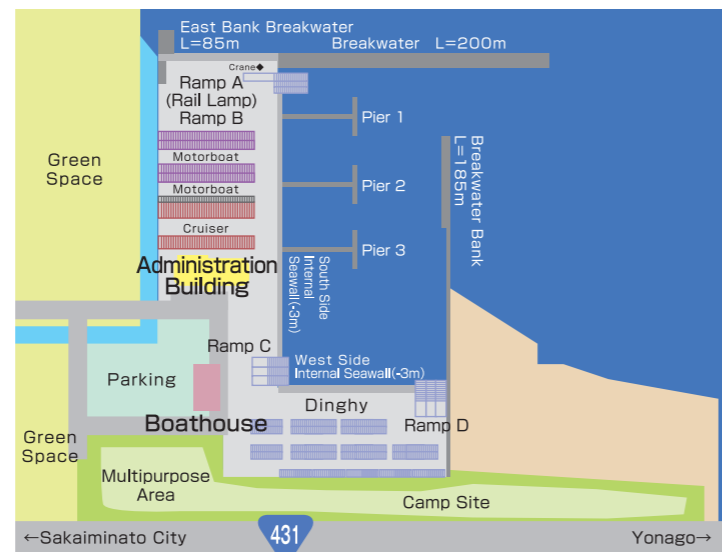 East Bank Breakwater
L=85m
Breakwater L=200m
Crane◆
Ramp A
(Rail Lamp)
Ramp B
Pier 1
Green
Space
Motorboat
Pier 2
Motorboat
Breakwater Bank
L=185m
Cruiser
Pier 3
Administration
Building
South Side
Internal
Seawall(-3m)
Ramp C
West Side
Internal Seawall(-3m)
Parking
Dinghy
Boathouse
Ramp D
Green
Space
Multipurpose
Area
Camp Site
←Sakaiminato City
431
Yonago→